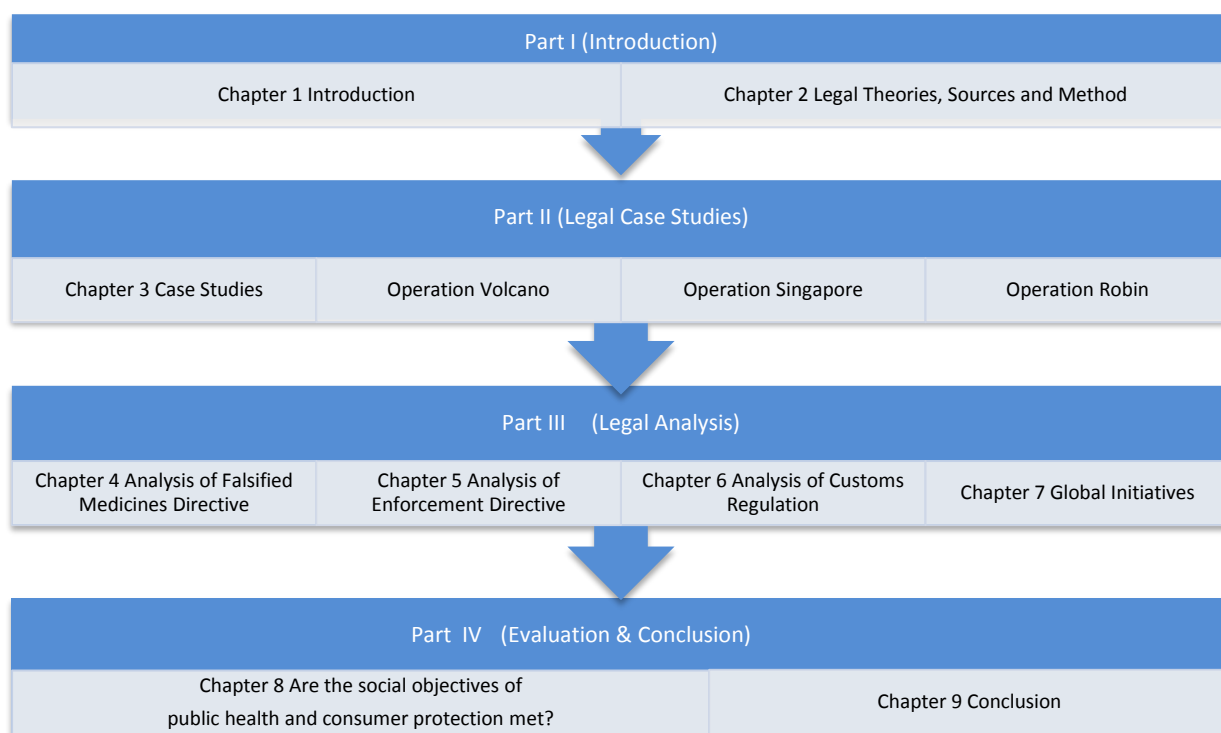 Part I (Introduction)
Chapter 1 Introduction
Chapter 2 Legal Theories, Sources and Method
Part II (Legal Case Studies)
Chapter 3 Case Studies
Operation Volcano
Operation Singapore
Operation Robin
Part III (Legal Analysis)
Chapter 4 Analysis of Falsified
Medicines Directive
Chapter 5 Analysis of
Enforcement Directive
Chapter 6 Analysis of Customs
Regulation
Chapter 7 Global Initiatives
Part IV (Evaluation & Conclusion)
Chapter 8 Are the social objectives of
public health and consumer protection met?
Chapter 9 Conclusion